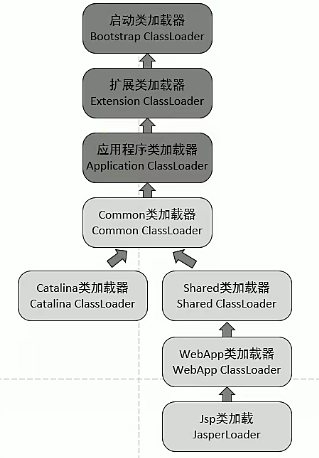 启动类加载器
Bootstrap ClassLoader
扩展类加载器
Extension ClassLoader
应用程序类加载器
Application ClassLoader
Common类加载器
Common ClassLoader
Catalina类加载器
Catalina ClassLoader
Shared类加载器
Shared ClassLoader
WebApp类加载器
WebApp ClassLoader
Jsp类加载
JasperLoader